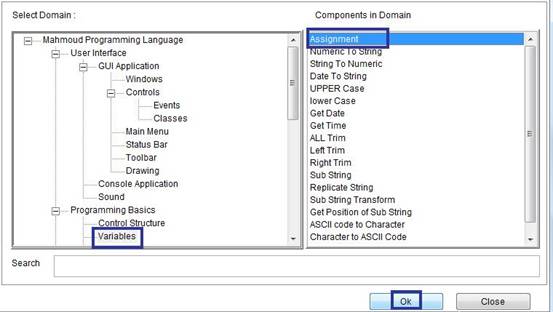 Select Domain :
Components in Domain
Mahmoud Programming Language
User Interface
GUI Application
Windows
Controls
Events
Classes
Main Menu
Status Bar
Toolbar
Drawing
Console Application
Sound
Programming Basics
Control Structure
Variables
Assignment
Numeric To String
String To Numeric
Date To String
UPPER Case
lower Case
Get Date
Get Time
ALL Trim
Left Trim
Right Trim
Sub String
Replicate String
Sub String Transform
Get Position of Sub String
ASCII code to Character
Character to ASCII Code
Search
Ok
Close